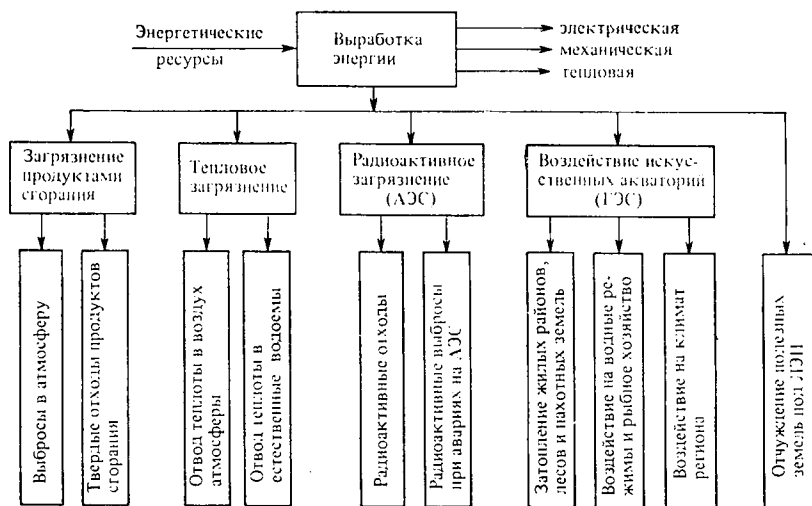 Энергетические
ресурсы
Выработка
энергии
электрическая
механическая
тепловая
Загрязнение
продуктами
сгорания
Тепловое
загрязнение
Радиоактивное
загрязнение
(АЭС)
Воздействие искус-
ственных акваторий
(ГЭС)
Выбросы в атмосферу
Твердые отходы продуктов
сгорания
Отвод теплоты в воздух
атмосферы
Отвод теплоты в
естественные водоемы
Радиоактивные отходы
Радиоактивные выбросы
при авариях на АЭС
Затопление жилых районов,
лесов и пахотных земель
Воздействие на водные ре-
жимы и рыбное хозяйство
Воздействие на климат
региона
Отчуждение полезных
земель под ЛЭП